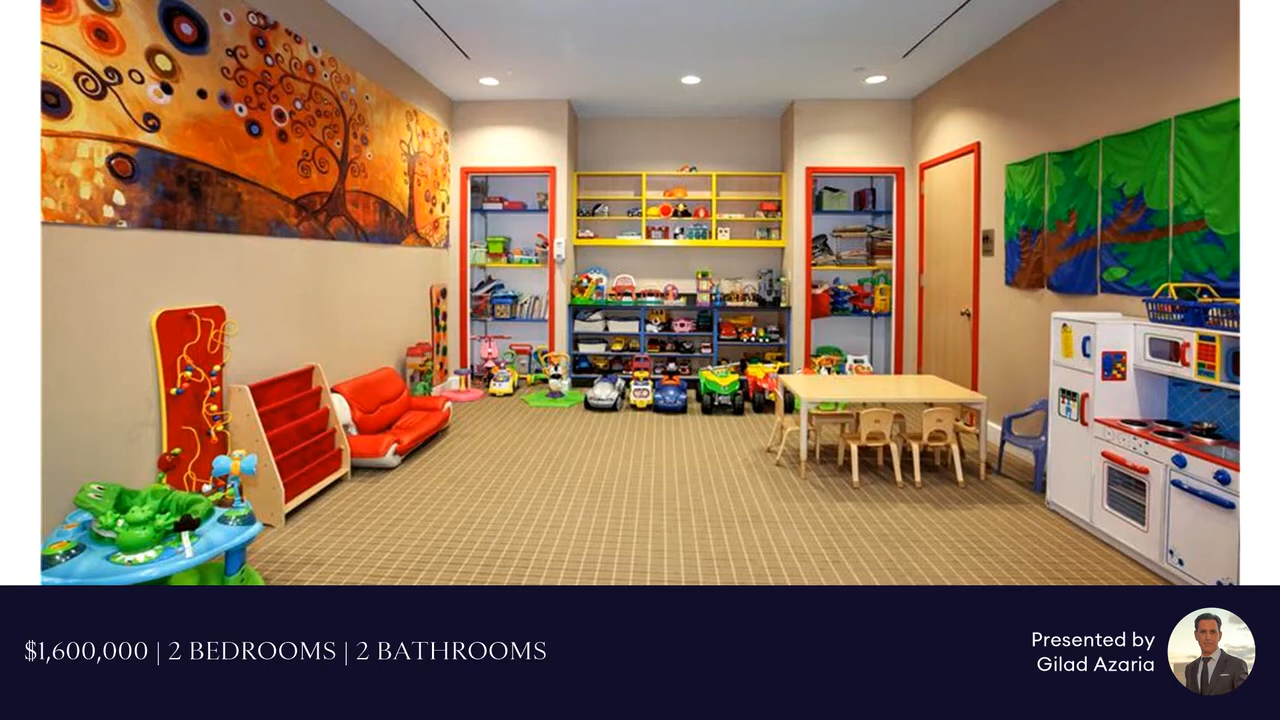 $1,600,000 | 2 BEDROOMS | 2 BATHROOMS
Presented by
Gilad Azaria